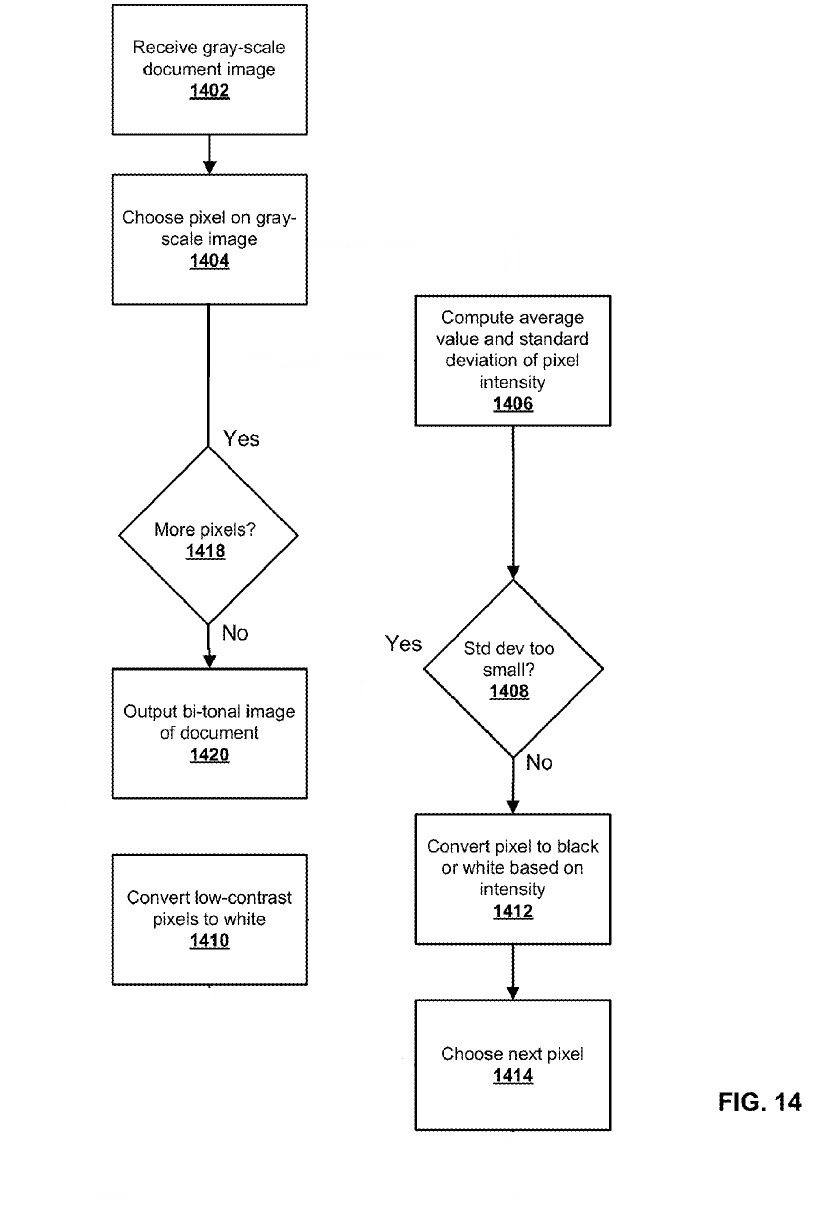 Receive gray-scale
document image
1402
Choose pixel on gray-
scale image
1404
Yes
More pixels?
1418
No
Output bi-tonal image
of document
1420
Convert low-contrast
pixels to white
1410
Compute average
value and standard
deviation of pixel
intensity
1406
Yes
Std dev too
small?
1408
No
Convert pixel to black
or white based on
intensity
1412
Choose next pixel
1414
FIG. 14